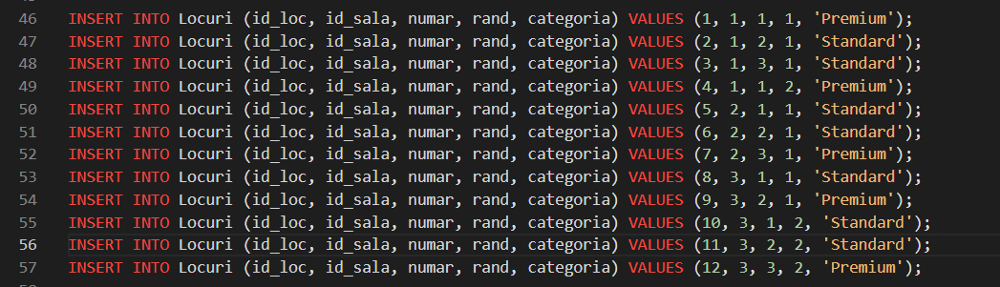 46 INSERT INTO Locuri (id_loc, id_sala, numar, rand, categoria) VALUES (1, 1, 1, 1, 'Premium');
47 INSERT INTO Locuri (id_loc, id_sala, numar, rand, categoria) VALUES (2, 1, 2, 1, 'Standard');
48 INSERT INTO Locuri (id_loc, id_sala, numar, rand, categoria) VALUES (3, 1, 3, 1, 'Standard');
49 INSERT INTO Locuri (id_loc, id_sala, numar, rand, categoria) VALUES (4, 1, 1, 2, 'Premium');
50 INSERT INTO Locuri (id_loc, id_sala, numar, rand, categoria) VALUES (5, 2, 1, 1, 'Standard');
51 INSERT INTO Locuri (id_loc, id_sala, numar, rand, categoria) VALUES (6, 2, 2, 1, 'Standard');
52 INSERT INTO Locuri (id_loc, id_sala, numar, rand, categoria) VALUES (7, 2, 3, 1, 'Premium');
53 INSERT INTO Locuri (id_loc, id_sala, numar, rand, categoria) VALUES (8, 3, 1, 1, 'Standard');
54 INSERT INTO Locuri (id_loc, id_sala, numar, rand, categoria) VALUES (9, 3, 2, 1, 'Premium');
55 INSERT INTO Locuri (id_loc, id_sala, numar, rand, categoria) VALUES (10, 3, 1, 2, 'Standard');
56 INSERT INTO Locuri (id_loc, id_sala, numar, rand, categoria) VALUES (11, 3, 2, 2, 'Standard');
57 INSERT INTO Locuri (id_loc, id_sala, numar, rand, categoria) VALUES (12, 3, 3, 2, 'Premium');